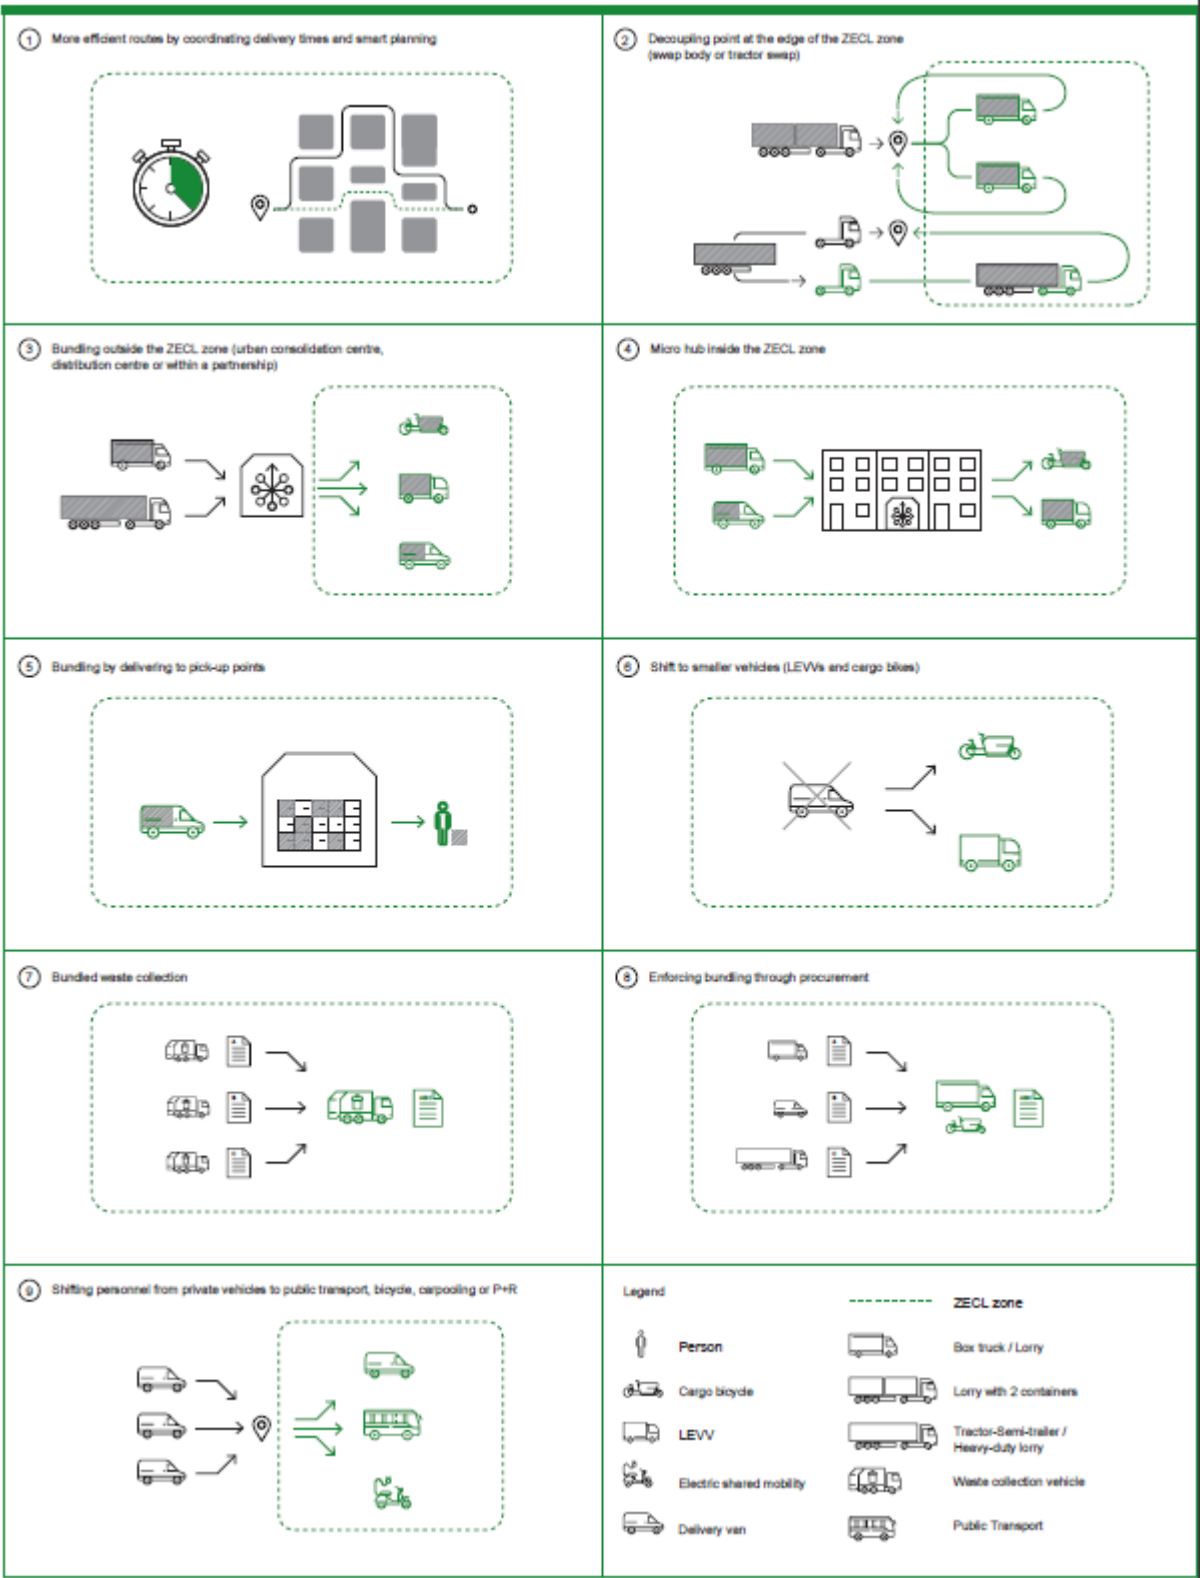 1 More efficient routes by coordinating delivery times and smart planning
2 Decoupling point at the edge of the ZECL zone
(swap body or tractor swap)
3 Bundling outside the ZECL zone (urban consolidation centre,
distribution centre or within a partnership)
4 Micro hub inside the ZECL zone
5 Bundling by delivering to pick-up points
6 Shift to smaller vehicles (LEVVs and cargo bikes)
7 Bundled waste collection
8 Enforcing bundling through procurement
9 Shifting personnel from private vehicles to public transport, bicycle, carpooling or P+R
Legend
ZECL zone
Person
Box truck / Lorry
Cargo bicycle
Lorry with 2 containers
LEVV
Tractor-Semi-trailer /
Heavy-duty lorry
Electric shared mobility
Waste collection vehicle
Delivery van
Public Transport